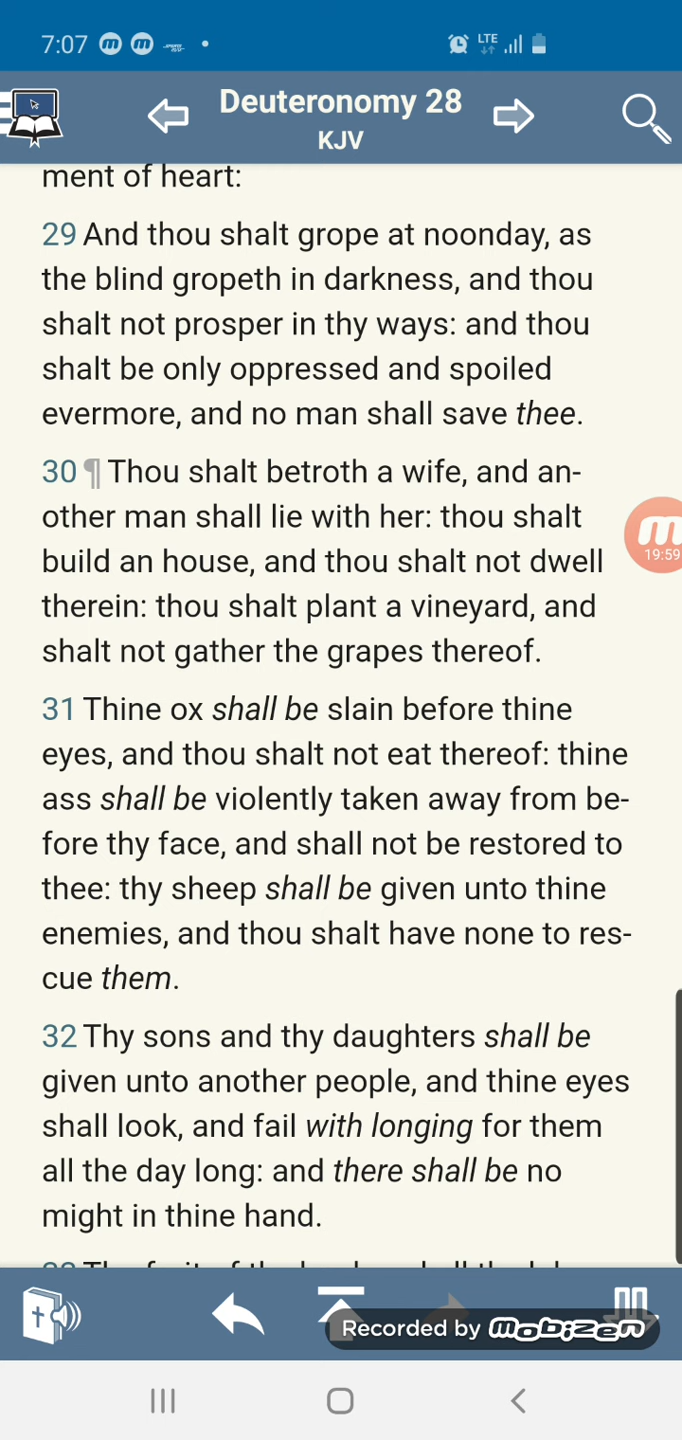 7:07
LTE
Deuteronomy 28
KJV
ment of heart:
29 And thou shalt grope at noonday, as
the blind gropeth in darkness, and thou
shalt not prosper in thy ways: and thou
shalt be only oppressed and spoiled
evermore, and no man shall save thee.
30 ¶ Thou shalt betroth a wife, and an-
other man shall lie with her: thou shalt
build an house, and thou shalt not dwell
therein: thou shalt plant a vineyard, and
shalt not gather the grapes thereof.
31 Thine ox shall be slain before thine
eyes, and thou shalt not eat thereof: thine
ass shall be violently taken away from be-
fore thy face, and shall not be restored to
thee: thy sheep shall be given unto thine
enemies, and thou shalt have none to res-
cue them.
32 Thy sons and thy daughters shall be
given unto another people, and thine eyes
shall look, and fail with longing for them
all the day long: and there shall be no
might in thine hand.
m
19:59
Recorded by mobizen